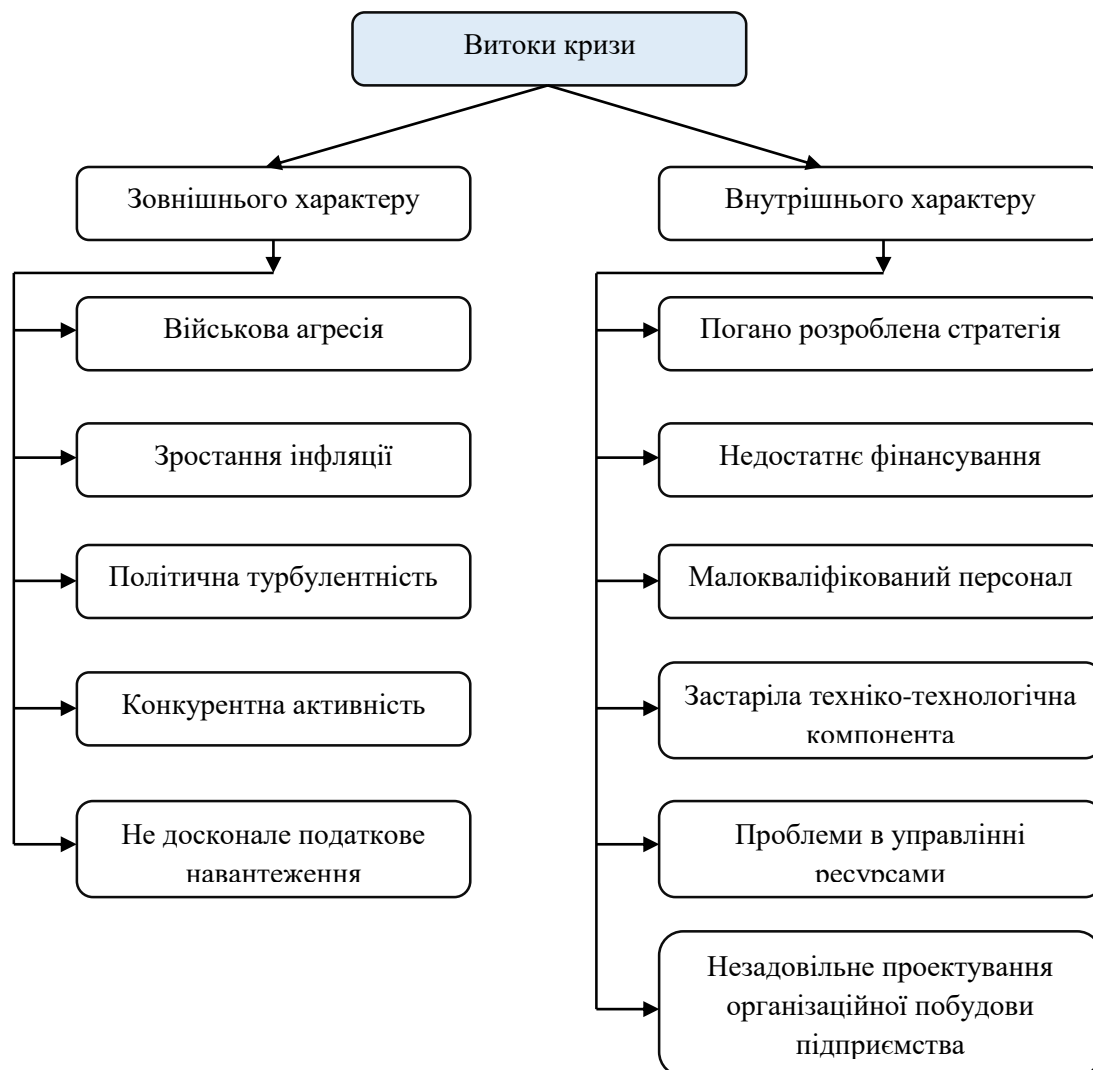 Витоки кризи
Зовнішнього характеру
Військова агресія
Зростання інфляції
Політична турбулентність
Конкурентна активність
Не досконале податкове
навантеження
Внутрішнього характеру
Погано розроблена стратегія
Недостатнє фінансування
Малокваліфікований персонал
Застаріла техніко-технологічна
компонента
Проблеми в управлінні
ресурсами
Незадовільне проектування
організаційної побудови
підприємства